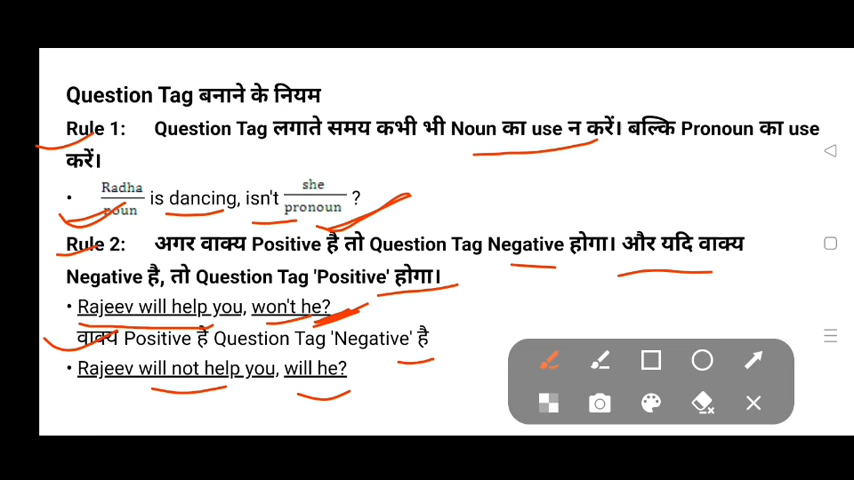 Question Tag बनाने के नियम
Rule 1: Question Tag लगाते समय कभी भी Noun का use न करें। बल्कि Pronoun का use
करें।
• Radha/noun is dancing, isn't she/pronoun ?
Rule 2: अगर वाक्य Positive है तो Question Tag Negative होगा। और यदि वाक्य
Negative है, तो Question Tag 'Positive' होगा।
• Rajeev will help you, won't he?
वाक्य Positive है Question Tag 'Negative' है
• Rajeev will not help you, will he?